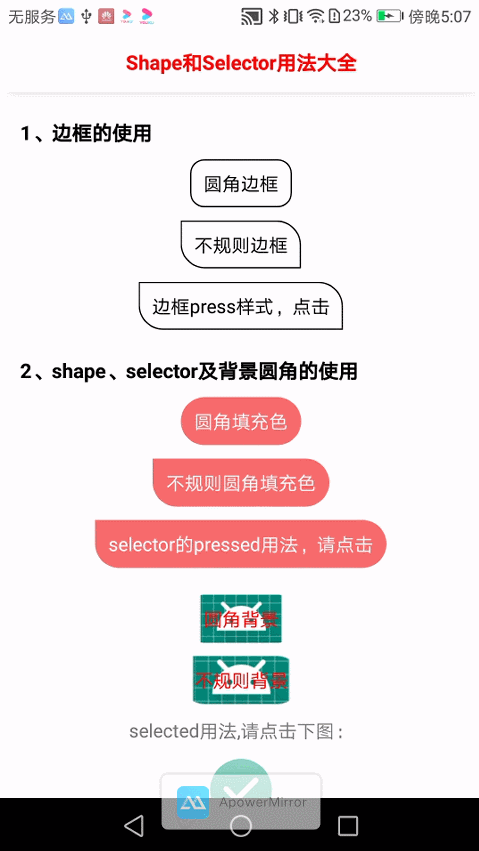 无服务 23% 傍晚5:07
Shape和Selector用法大全
1、边框的使用
圆角边框
不规则边框
边框press样式，点击
2、shape、selector及背景圆角的使用
圆角填充色
不规则圆角填充色
selector的pressed用法，请点击
圆角背景
不规则背景
selected用法,请点击下图：
ApowerMirror